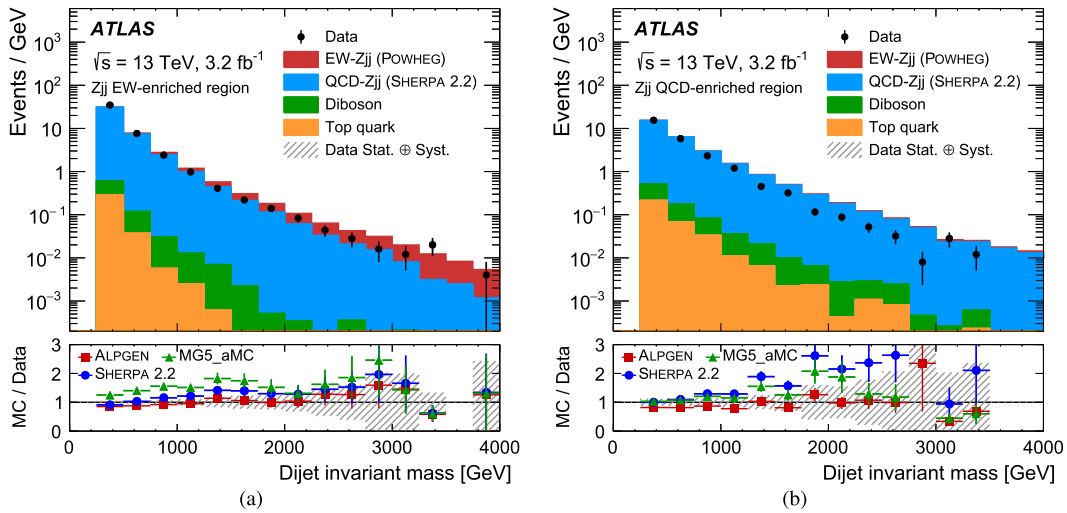 ATLAS
√s = 13 TeV, 3.2 fb⁻¹
Zjj EW-enriched region
Data
EW-Zjj (POWHEG)
QCD-Zjj (SHERPA 2.2)
Diboson
Top quark
Data Stat. ⊕ Syst.
Events / GeV
10³
10²
10
1
10⁻¹
10⁻²
10⁻³
ALPGEN MG5_aMC
SHERPA 2.2
MC / Data
3
2
1
0
0 1000 2000 3000 4000
Dijet invariant mass [GeV]
(a)
ATLAS
√s = 13 TeV, 3.2 fb⁻¹
Zjj QCD-enriched region
Data
EW-Zjj (POWHEG)
QCD-Zjj (SHERPA 2.2)
Diboson
Top quark
Data Stat. ⊕ Syst.
Events / GeV
10³
10²
10
1
10⁻¹
10⁻²
10⁻³
ALPGEN MG5_aMC
SHERPA 2.2
MC / Data
3
2
1
0
0 1000 2000 3000 4000
Dijet invariant mass [GeV]
(b)